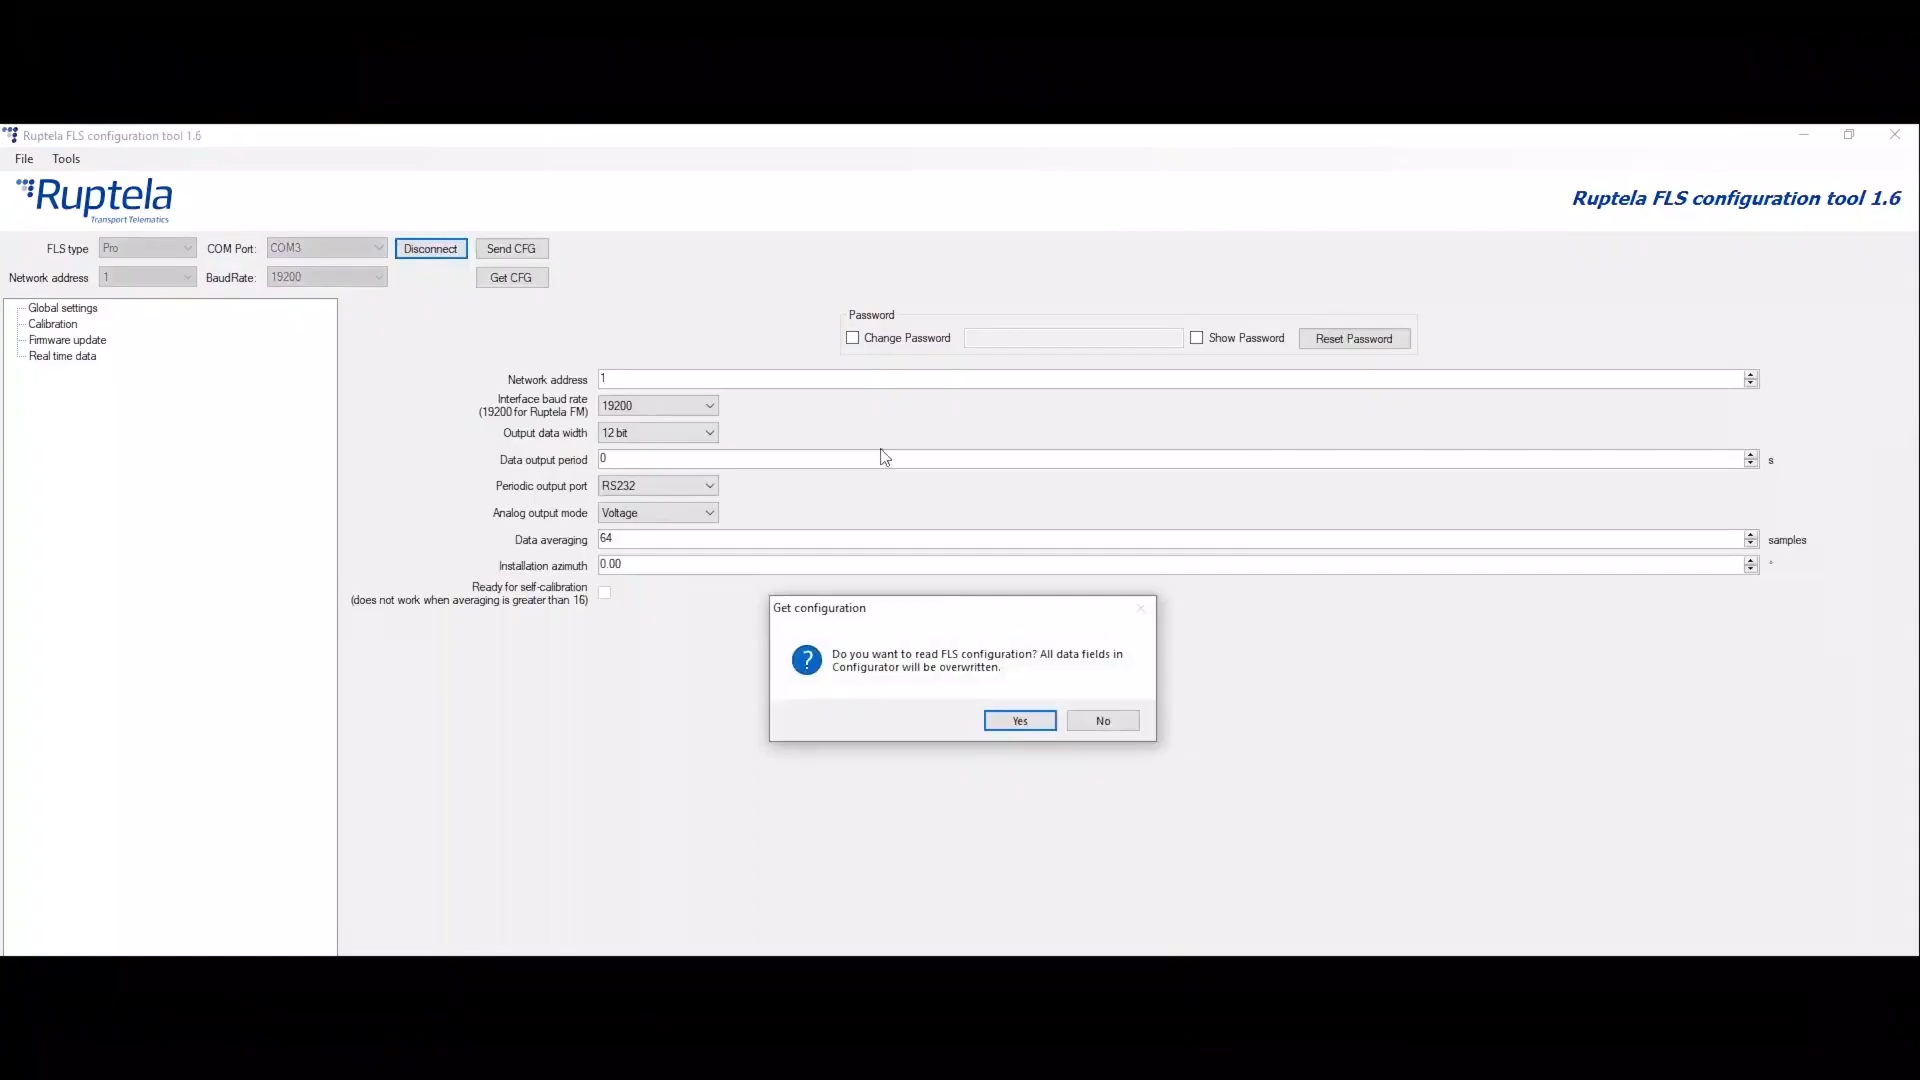 Ruptela FLS configuration tool 1.6
File Tools
Ruptela
Transport Telematics
Ruptela FLS configuration tool 1.6
FLS type Pro COM Port: COM3 Disconnect Send CFG
Network address 1 BaudRate: 19200 Get CFG
Global settings
Calibration
Firmware update
Real time data
Password
Change Password Show Password Reset Password
Network address 1
Interface baud rate
(19200 for Ruptela FM) 19200
Output data width 12 bit
Data output period 0 s
Periodic output port RS232
Analog output mode Voltage
Data averaging 64 samples
Installation azimuth 0.00 °
Ready for self-calibration
(does not work when averaging is greater than 16)
Get configuration
? Do you want to read FLS configuration? All data fields in
Configurator will be overwritten.
Yes No